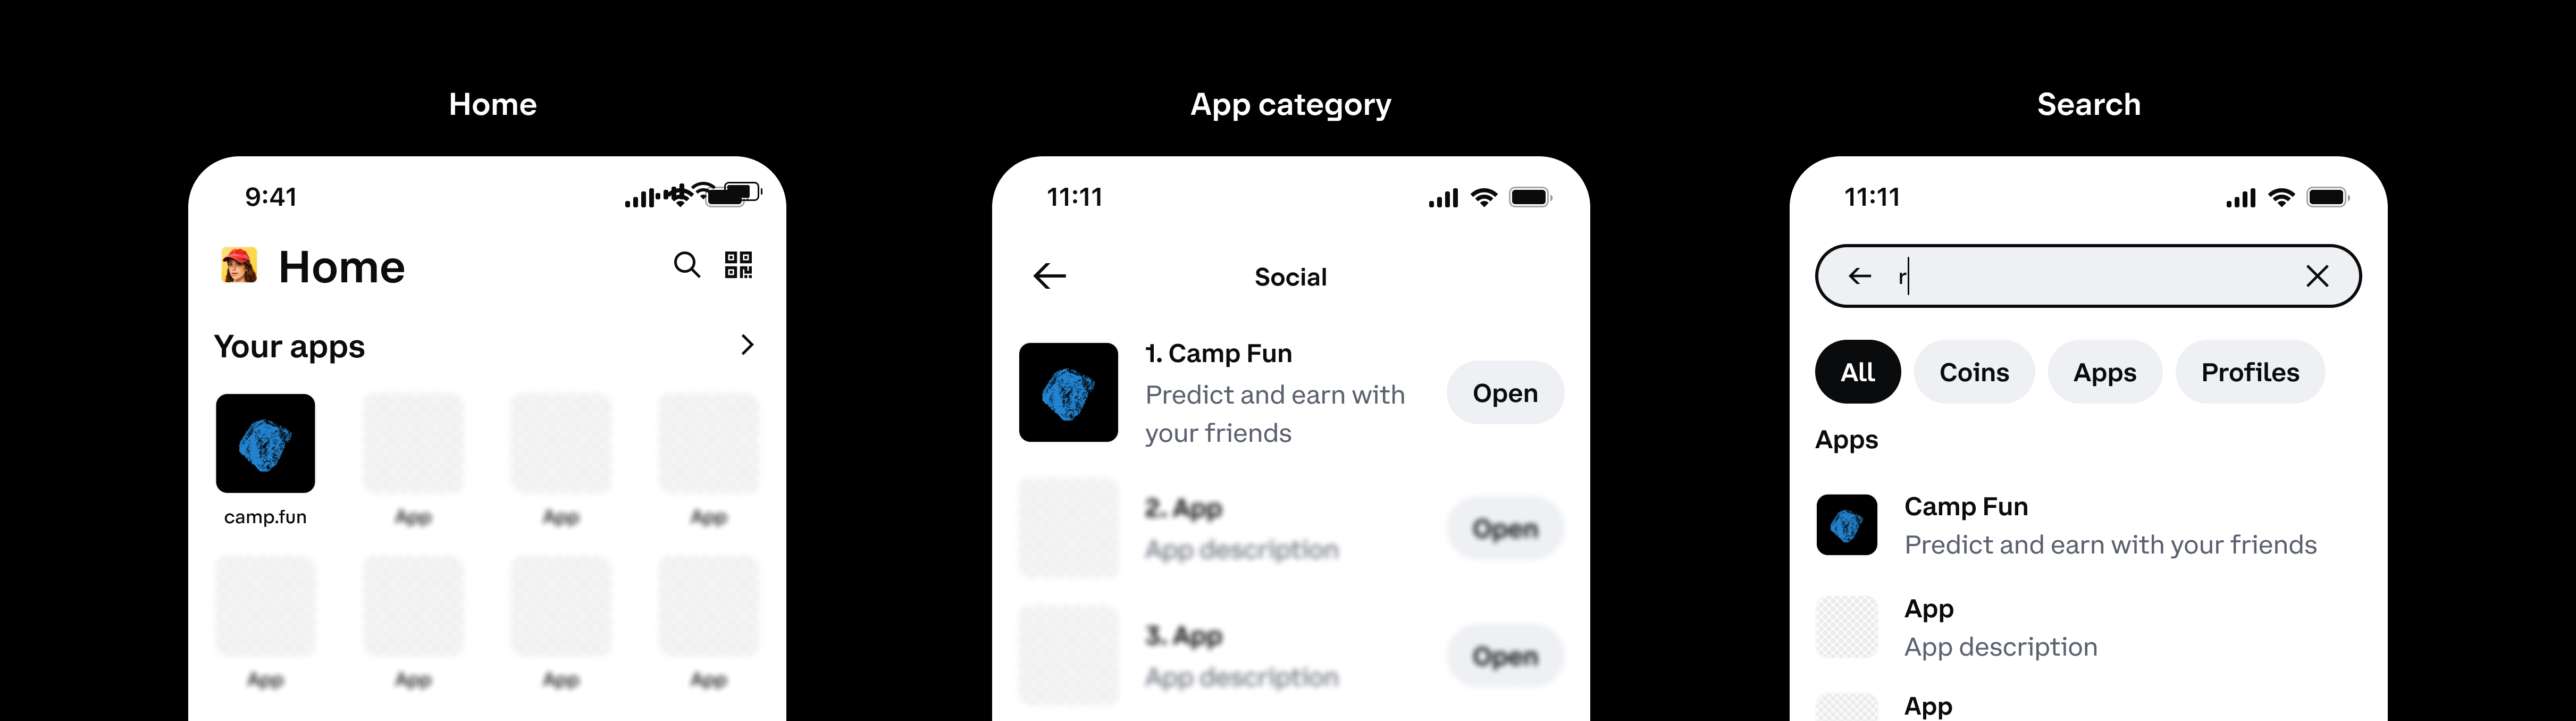 Home
9:41
Home
Your apps
camp.fun
App
App
App
App
App
App
App
App category
11:11
Social
1. Camp Fun
Predict and earn with
your friends
Open
2. App
App description
Open
3. App
App description
Open
Search
11:11
r
All
Coins
Apps
Profiles
Apps
Camp Fun
Predict and earn with your friends
App
App description
App